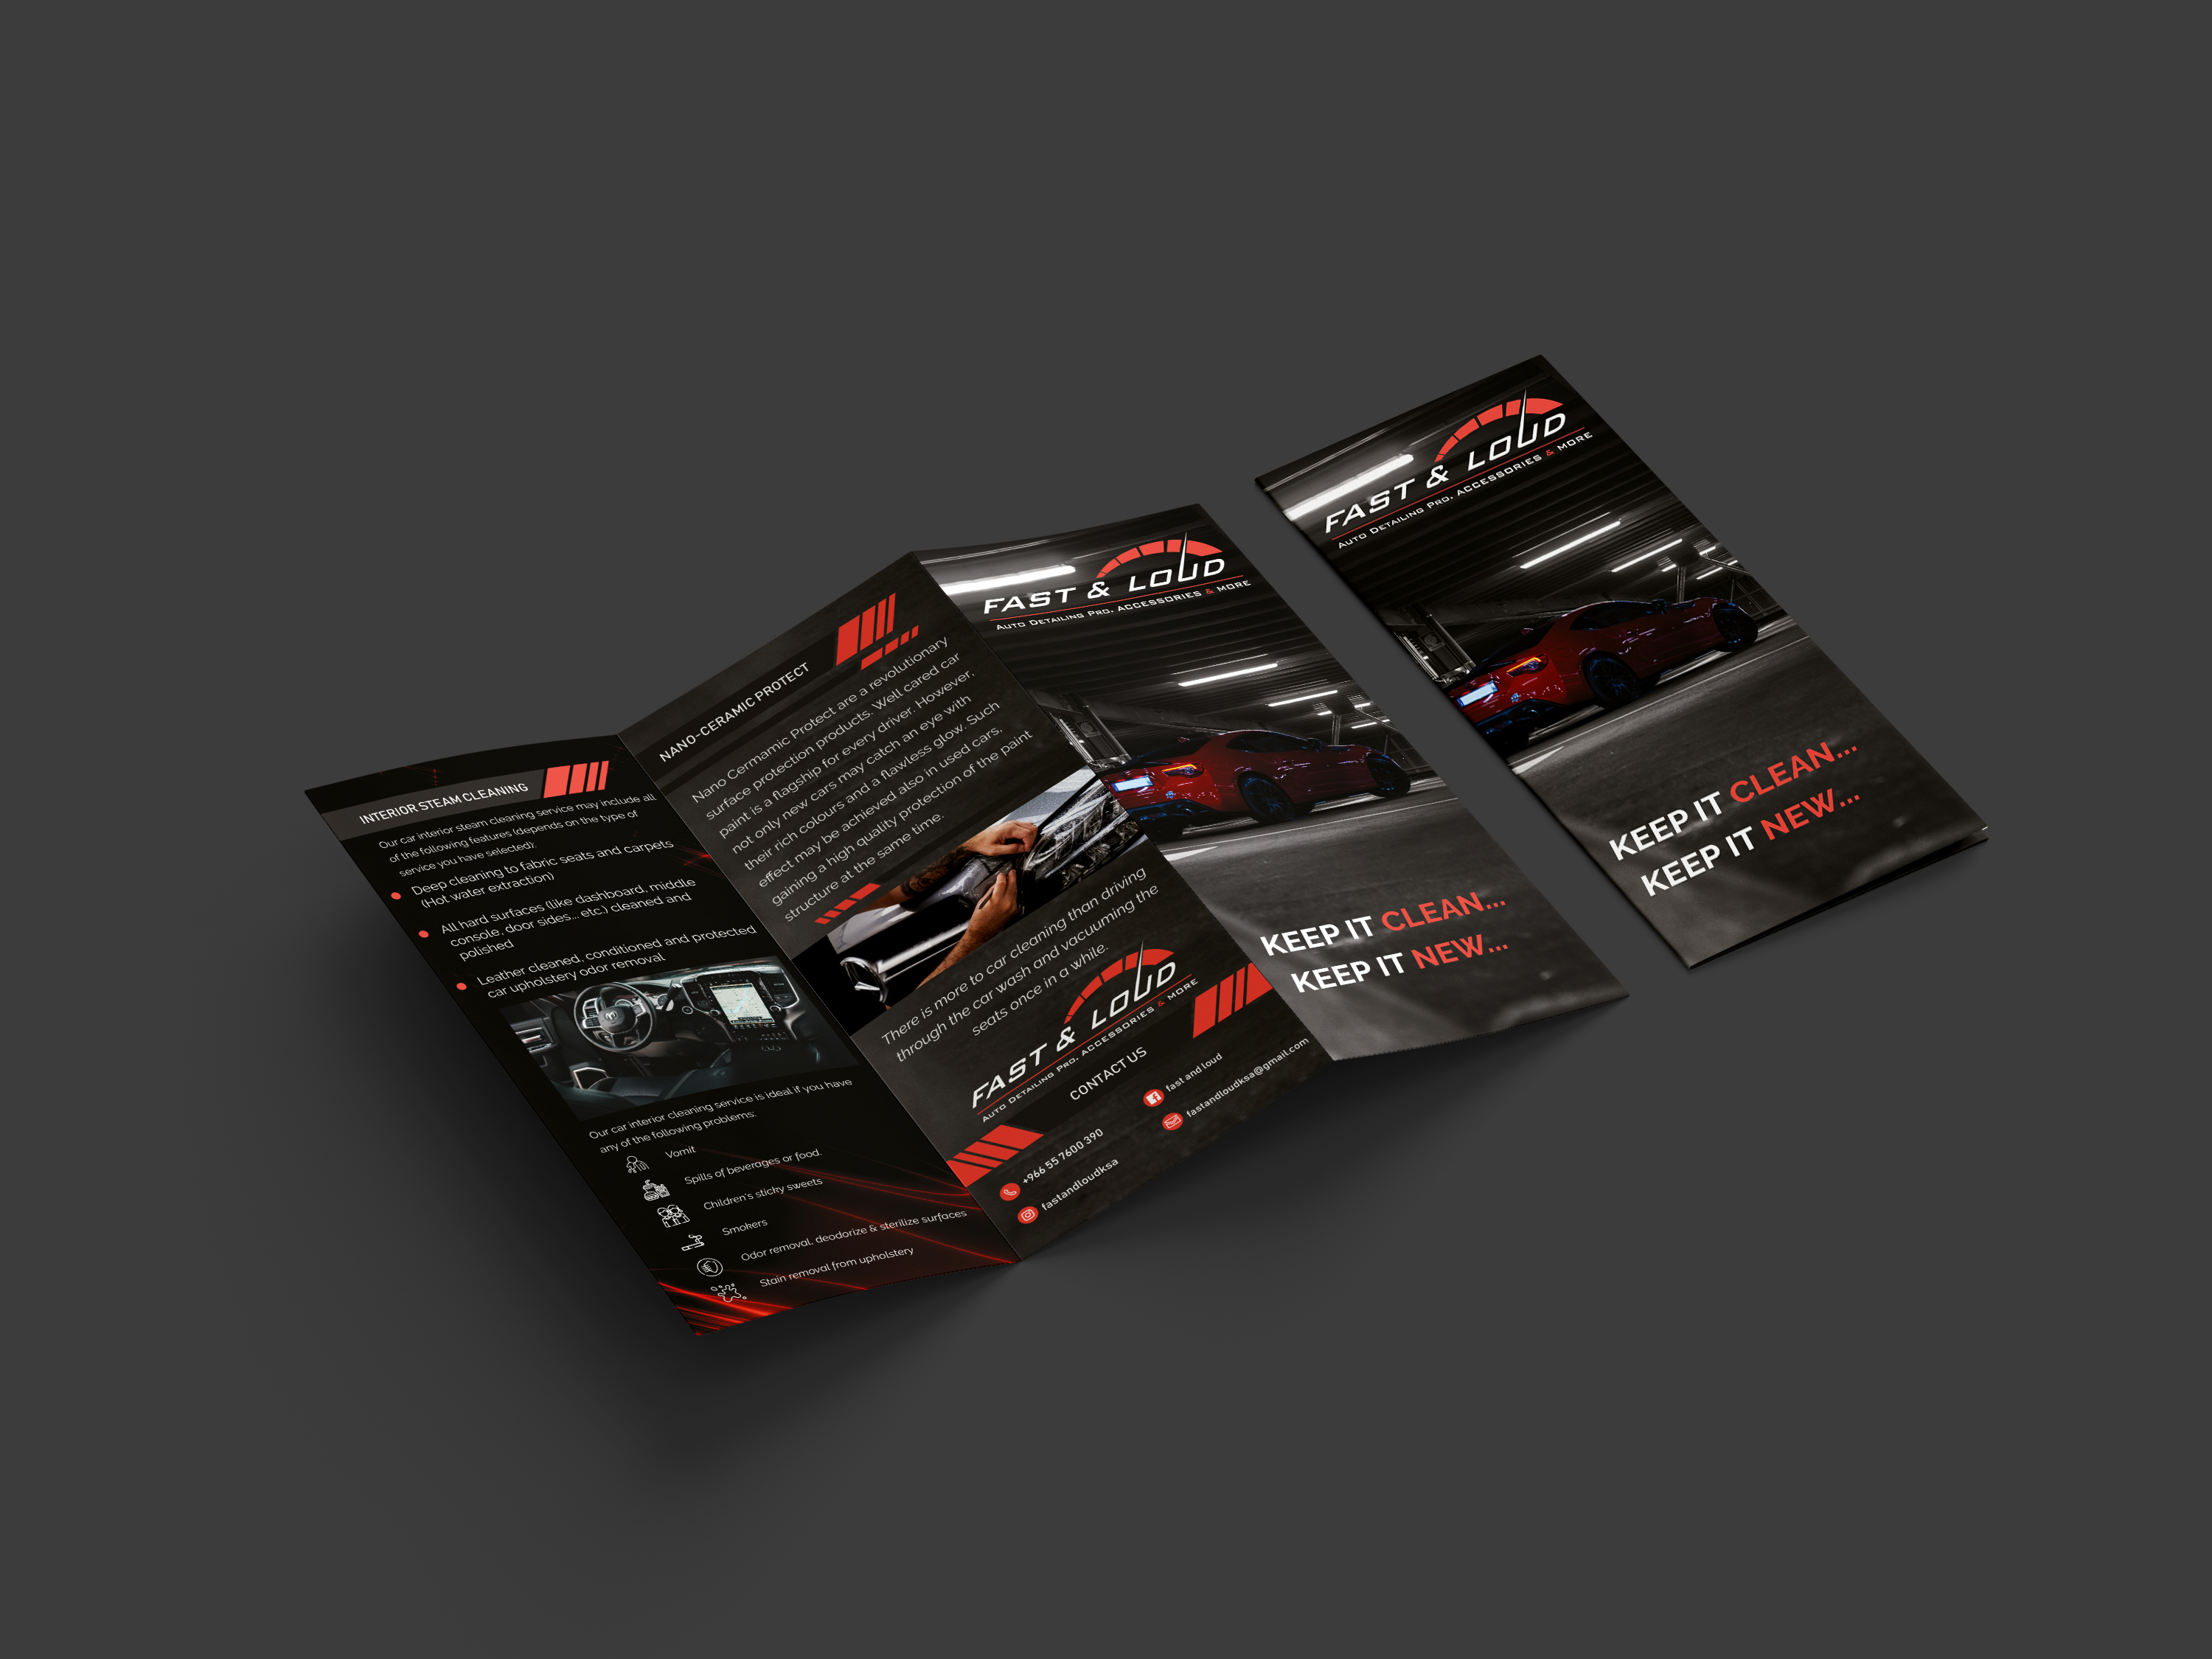 INTERIOR STEAM CLEANING
Our car interior steam cleaning service may include all
of the following features (depends on the type of
service you have selected):
Deep cleaning to fabric seats and carpets
(Hot water extraction)
All hard surfaces (like dashboard, middle
console, door sides... etc.) cleaned and
polished
Leather cleaned, conditioned and protected
car upholstery odor removal
Our car interior cleaning service is ideal if you have
any of the following problems:
Vomit
Spills of beverages or food.
Children's sticky sweets
Smokers
Odor removal, deodorize & sterilize surfaces
Stain removal from upholstery
NANO-CERAMIC PROTECT
Nano Cermamic Protect are a revolutionary
surface protection products. Well cared car
paint is a flagship for every driver. However,
not only new cars may catch an eye with
their rich colours and a flawless glow. Such
effect may be achieved also in used cars,
gaining a high quality protection of the paint
structure at the same time.
There is more to car cleaning than driving
through the car wash and vacuuming the
seats once in a while.
FAST & LOUD
AUTO DETAILING PRO. ACCESSORIES & MORE
CONTACT US
+966 55 7600 390
fastandloudksa
fast and loud
fastandloudksa@gmail.com
FAST & LOUD
AUTO DETAILING PRO. ACCESSORIES & MORE
KEEP IT CLEAN...
KEEP IT NEW...
FAST & LOUD
AUTO DETAILING PRO. ACCESSORIES & MORE
KEEP IT CLEAN...
KEEP IT NEW...